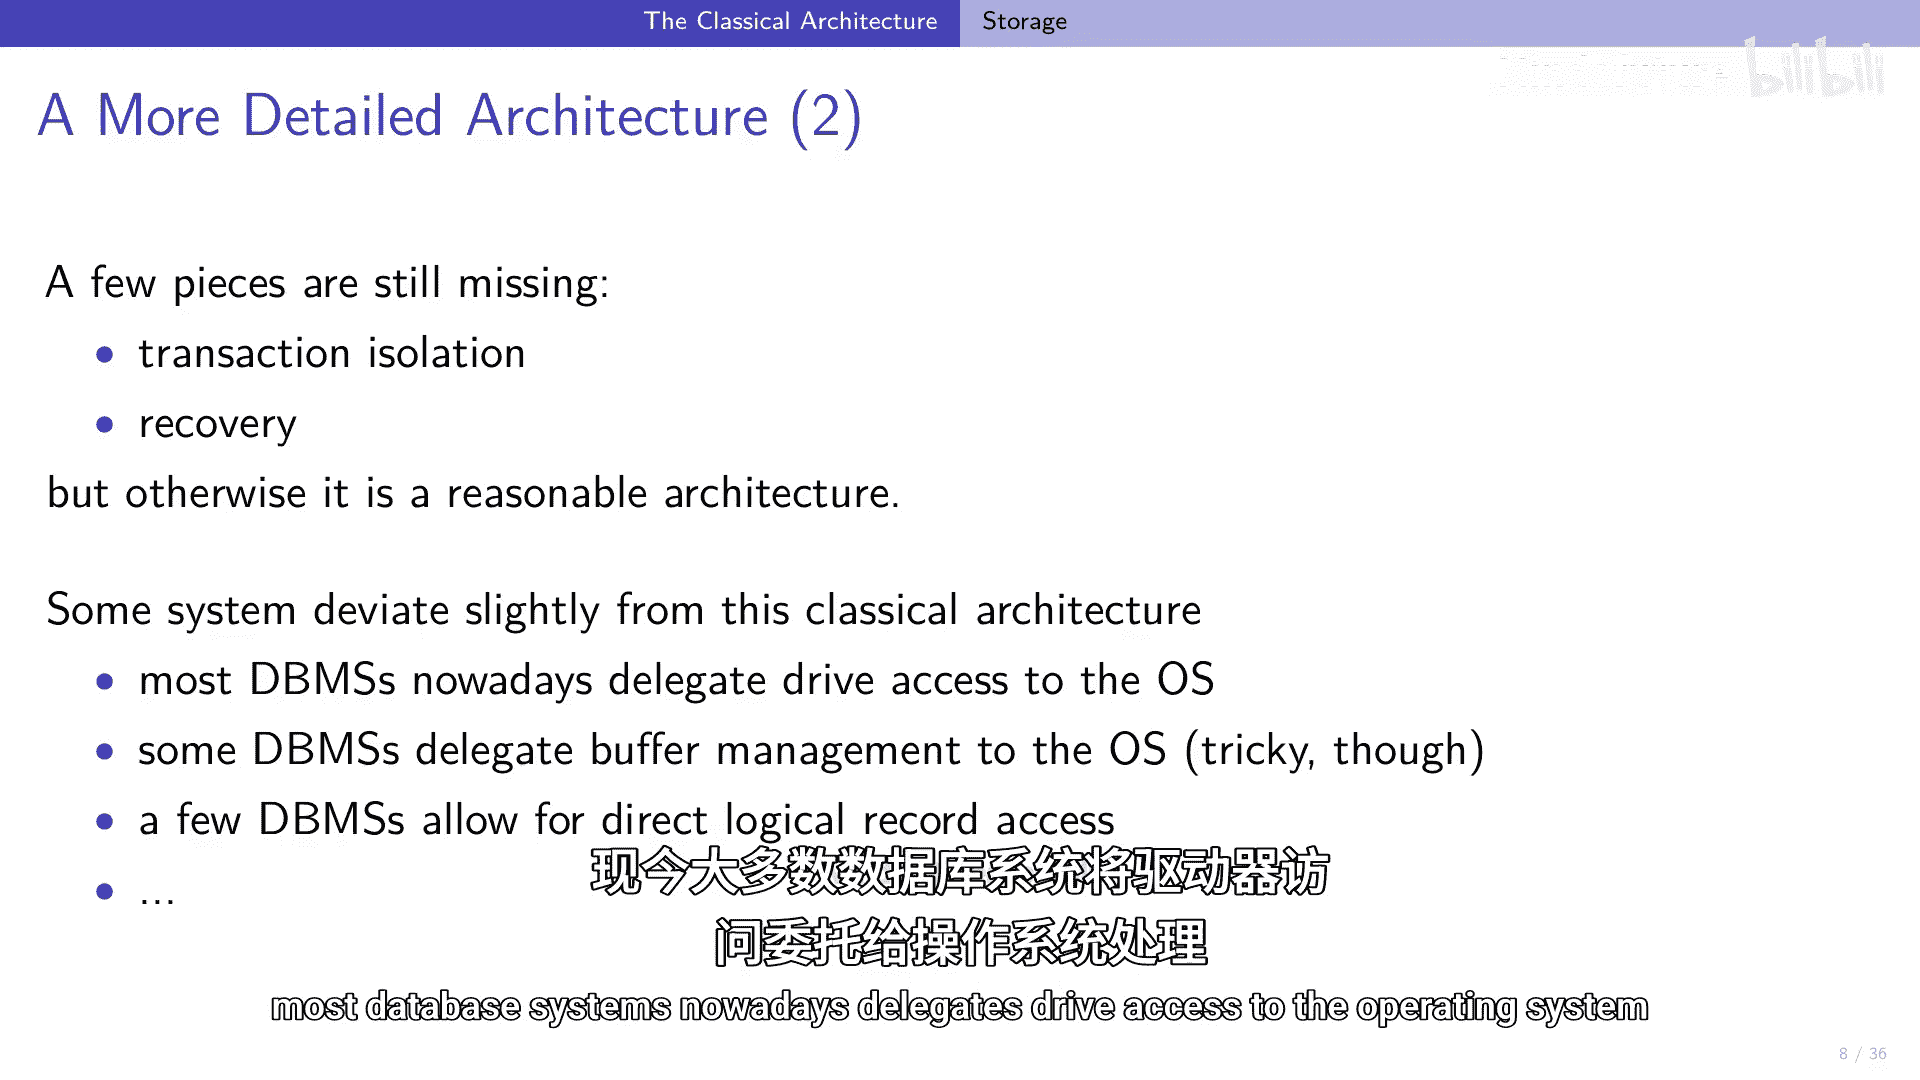 The Classical Architecture
Storage
bilibili
A More Detailed Architecture (2)
A few pieces are still missing:
• transaction isolation
• recovery
but otherwise it is a reasonable architecture.
Some system deviate slightly from this classical architecture
• most DBMSs nowadays delegate drive access to the OS
• some DBMSs delegate buffer management to the OS (tricky, though)
• a few DBMSs allow for direct logical record access
• ...
现今大多数数据库系统将驱动器访
问委托给操作系统处理
most database systems nowadays delegates drive access to the operating system
8 / 36